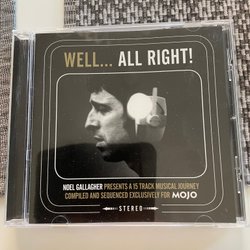 WELL... ALL RIGHT!
NOEL GALLAGHER PRESENTS A 15 TRACK MUSICAL JOURNEY
COMPILED AND SEQUENCED EXCLUSIVELY FOR MOJO
STEREO